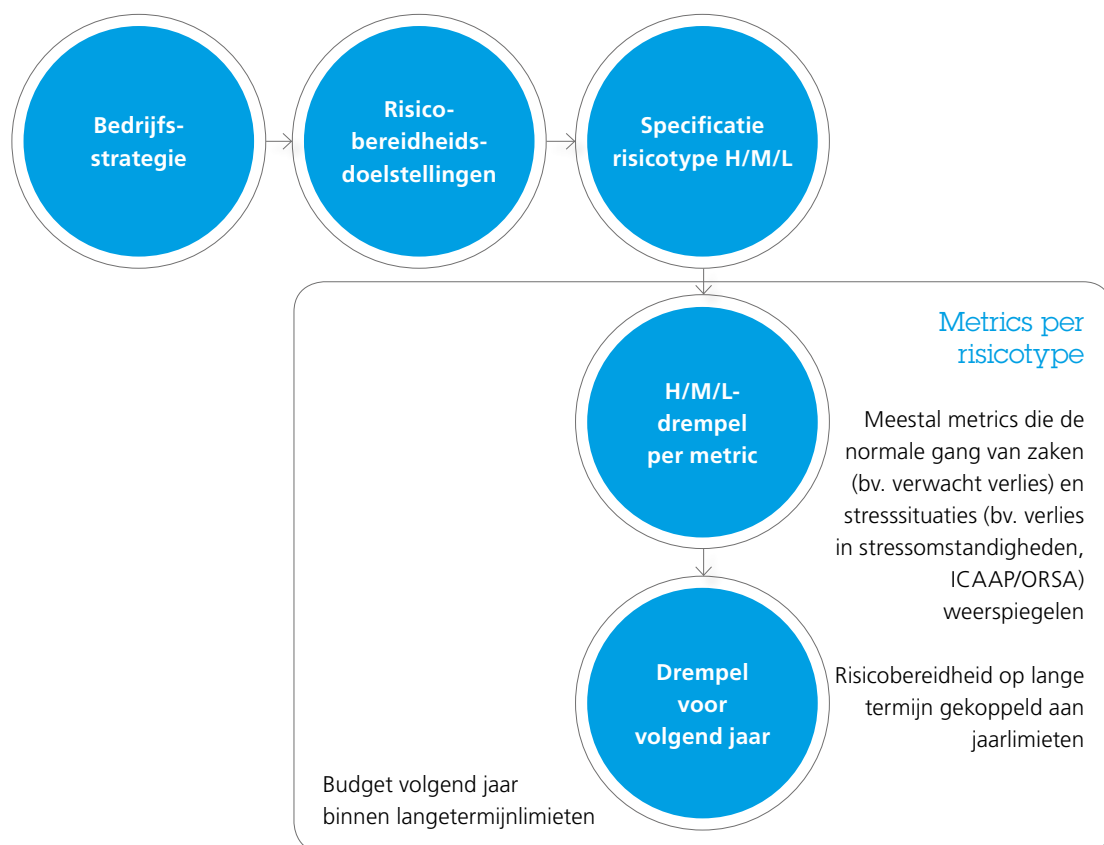 Bedrijfs-
strategie
Risico-
bereidheids-
doelstellingen
Specificatie
risicotype H/M/L
Metrics per
risicotype
H/M/L-
drempel
per metric
Meestal metrics die de
normale gang van zaken
(bv. verwacht verlies) en
stresssituaties (bv. verlies
in stressomstandigheden,
ICAAP/ORSA)
weerspiegelen
Drempel
voor
volgend jaar
Risicobereidheid op lange
termijn gekoppeld aan
jaarlimieten
Budget volgend jaar
binnen langetermijnlimieten